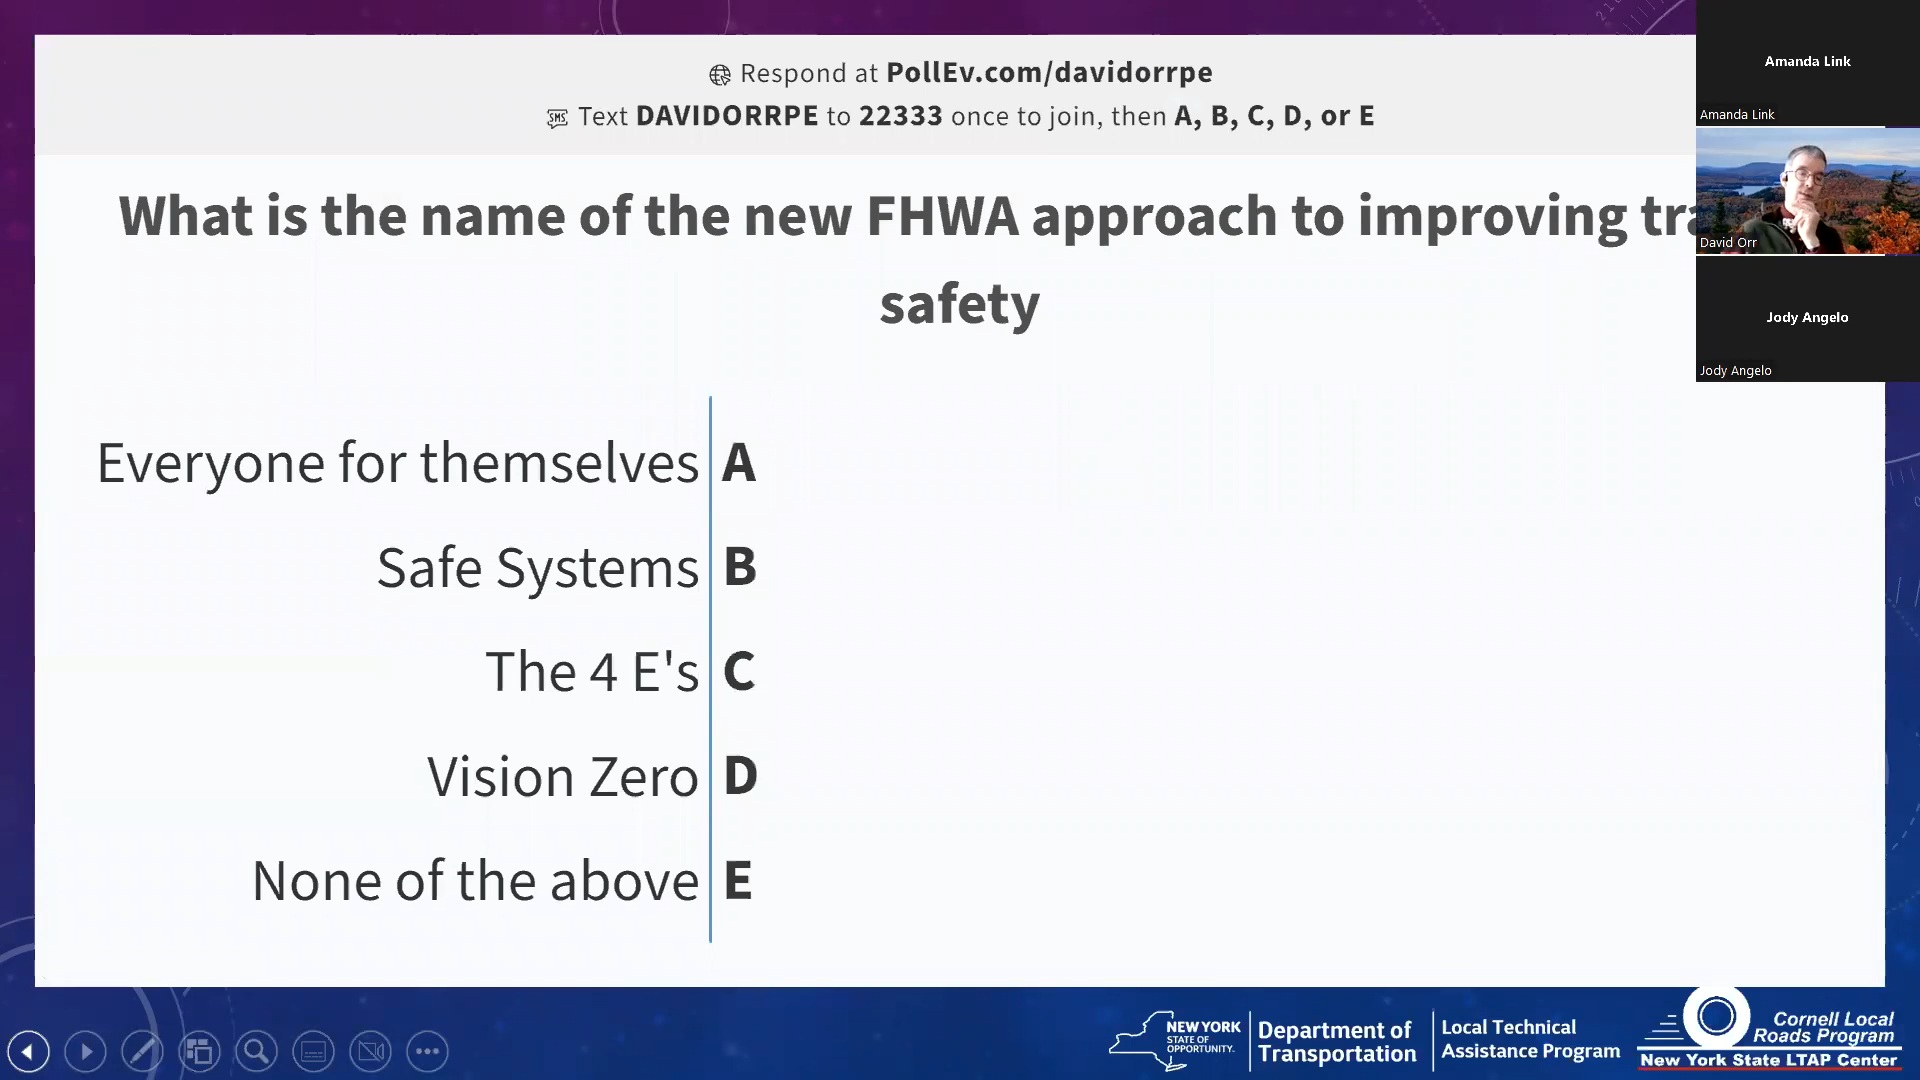 Respond at PollEv.com/davidorrpe
Text DAVIDORRPE to 22333 once to join, then A, B, C, D, or E
What is the name of the new FHWA approach to improving tra
safety
Everyone for themselves A
Safe Systems B
The 4 E's C
Vision Zero D
None of the above E
Amanda Link
Amanda Link
David Orr
Jody Angelo
Jody Angelo
NEW YORK
STATE OF
OPPORTUNITY.
Department of
Transportation
Local Technical
Assistance Program
Cornell Local
Roads Program
New York State LTAP Center